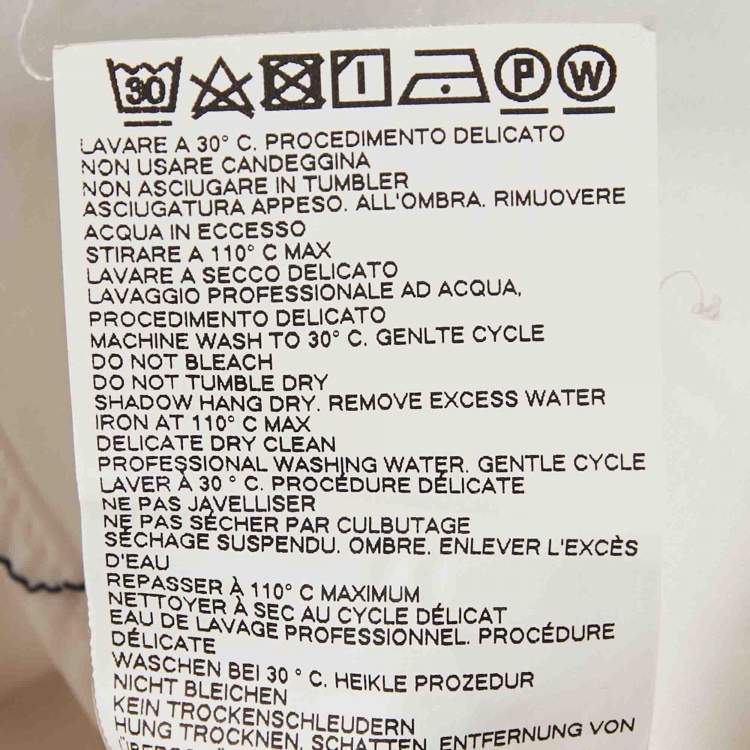 30 P W
LAVARE A 30° C. PROCEDIMENTO DELICATO
NON USARE CANDEGGINA
NON ASCIUGARE IN TUMBLER
ASCIUGATURA APPESO. ALL'OMBRA. RIMUOVERE
ACQUA IN ECCESSO
STIRARE A 110° C MAX
LAVARE A SECCO DELICATO
LAVAGGIO PROFESSIONALE AD ACQUA,
PROCEDIMENTO DELICATO
MACHINE WASH TO 30° C. GENLTE CYCLE
DO NOT BLEACH
DO NOT TUMBLE DRY
SHADOW HANG DRY. REMOVE EXCESS WATER
IRON AT 110° C MAX
DELICATE DRY CLEAN
PROFESSIONAL WASHING WATER. GENTLE CYCLE
LAVER À 30 ° C. PROCÉDURE DÉLICATE
NE PAS JAVELLISER
NE PAS SÉCHER PAR CULBUTAGE
SÉCHAGE SUSPENDU. OMBRE. ENLEVER L'EXCÈS
D'EAU
REPASSER À 110° C MAXIMUM
NETTOYER À SEC AU CYCLE DÉLICAT
EAU DE LAVAGE PROFESSIONNEL. PROCÉDURE
DÉLICATE
WASCHEN BEI 30 ° C. HEIKLE PROZEDUR
NICHT BLEICHEN
KEIN TROCKENSCHLEUDERN
HUNG TROCKNEN. SCHATTEN. ENTFERNUNG VON